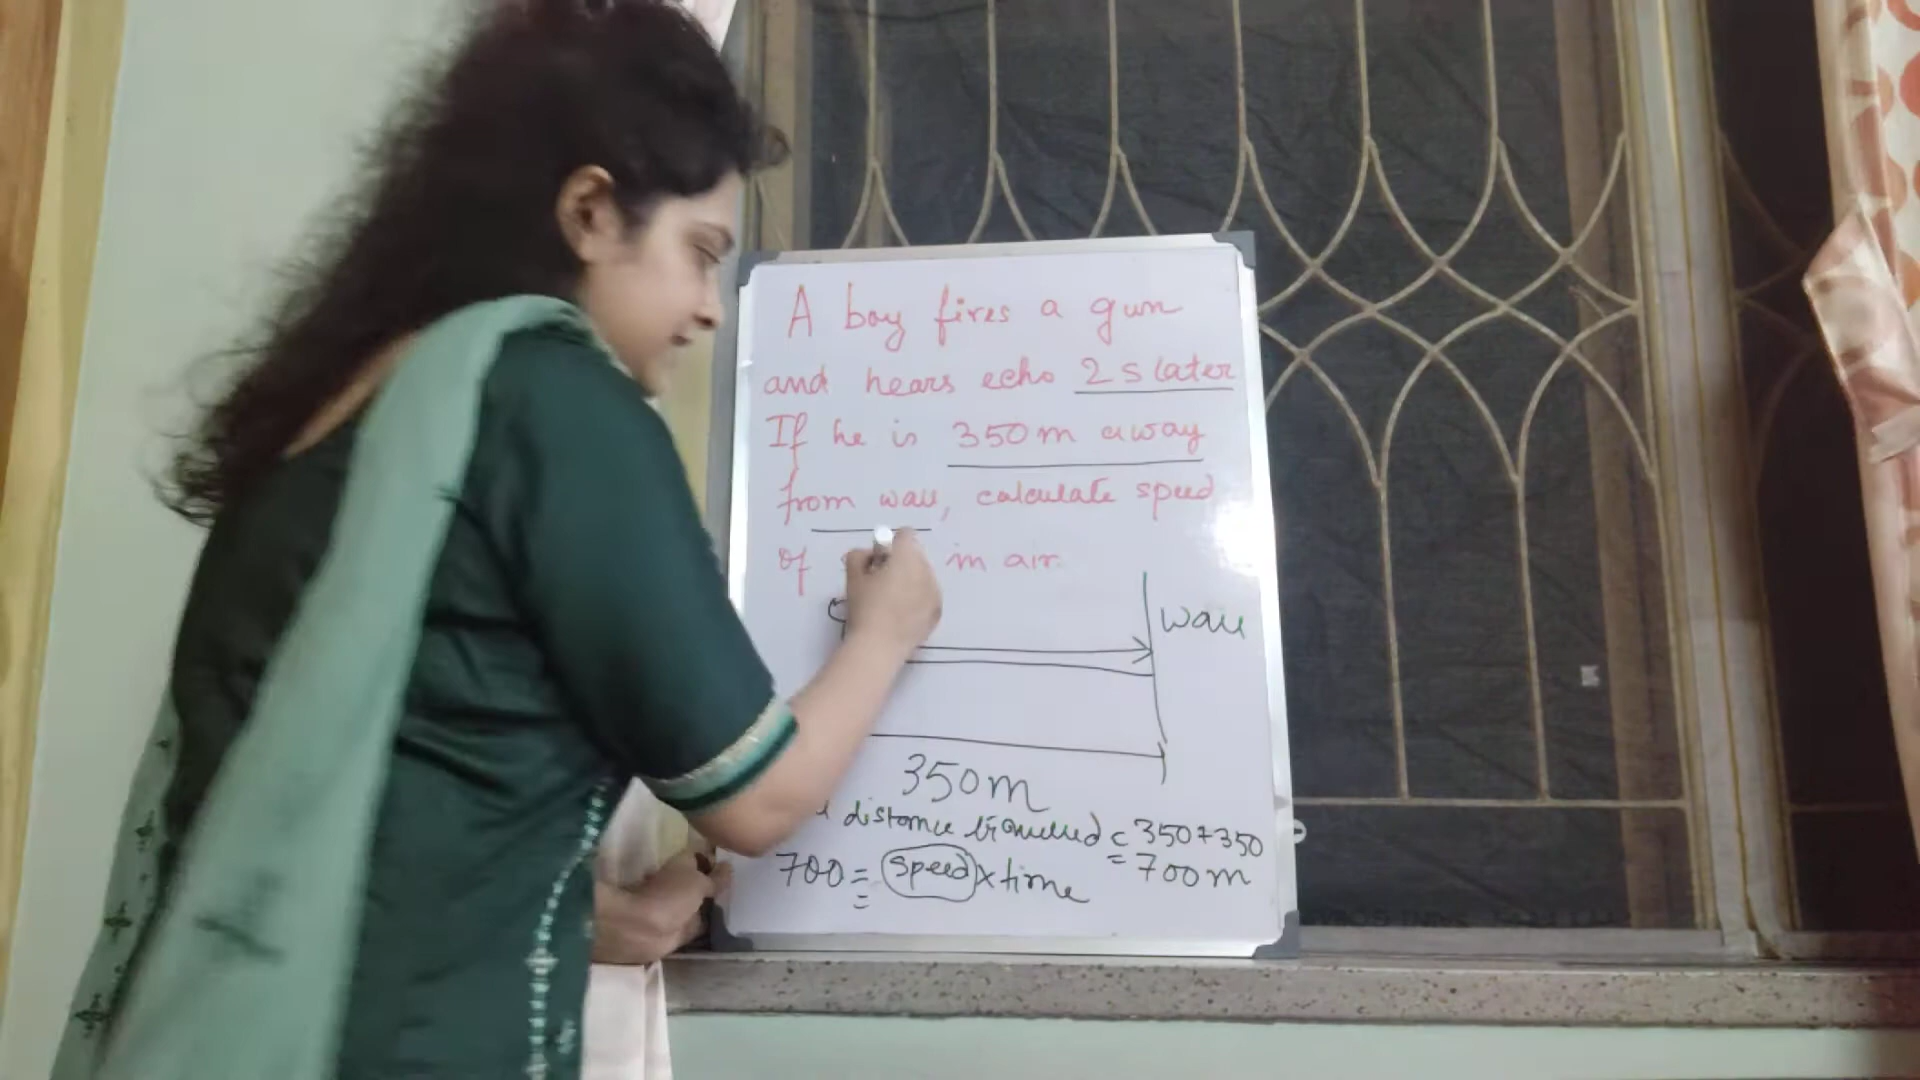 A boy fires a gun
and hears echo 2 s later
If he is 350 m away
from wall, calculate speed
of in air.
wall
350m
distance travelled = 350+350
= 700 m
700 = speed × time